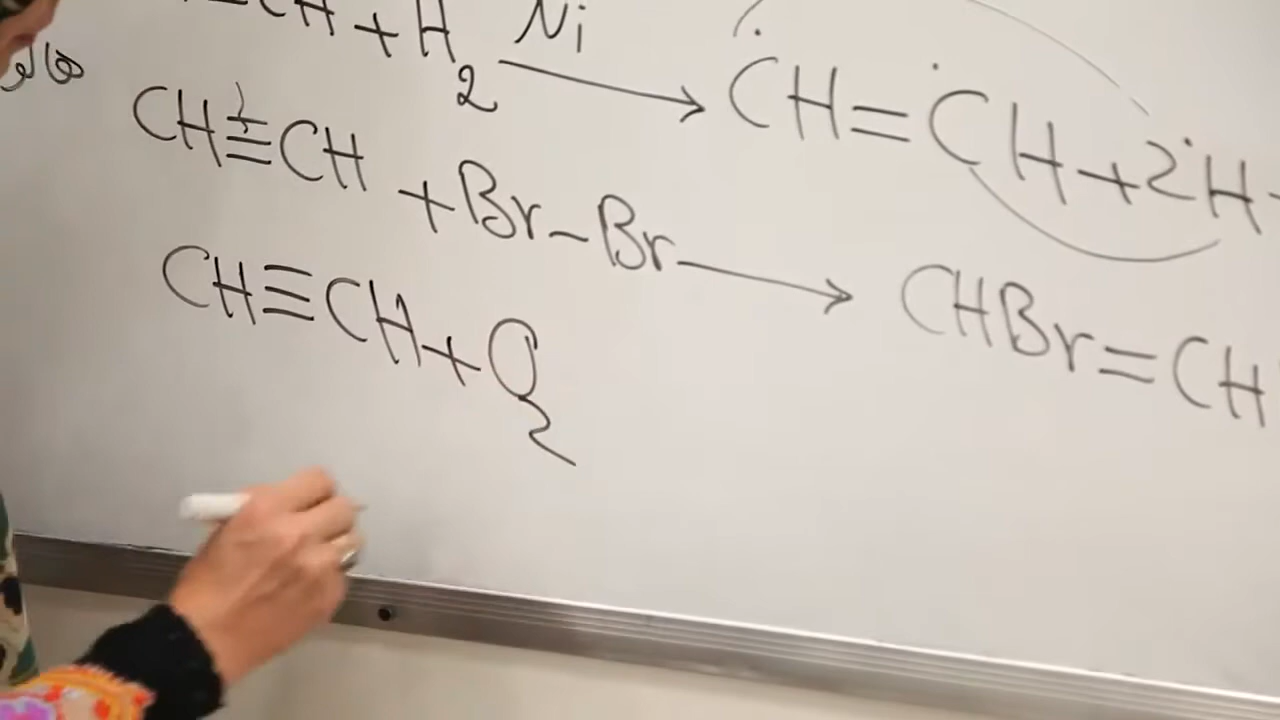 ≡CH + H₂ Ni → CH = CH + 2H
CH≡CH + Br–Br → CHBr = CH
CH≡CH + O₂